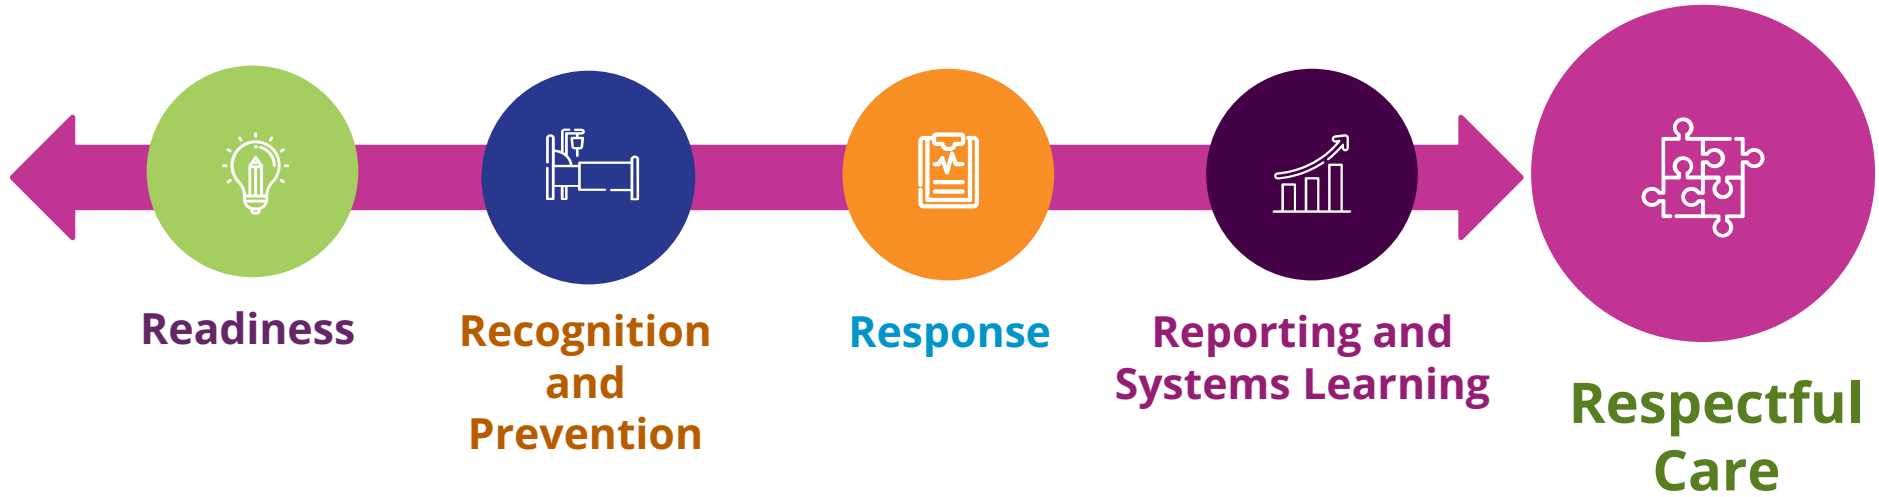 Readiness
Recognition
and
Prevention
Response
Reporting and
Systems Learning
Respectful
Care